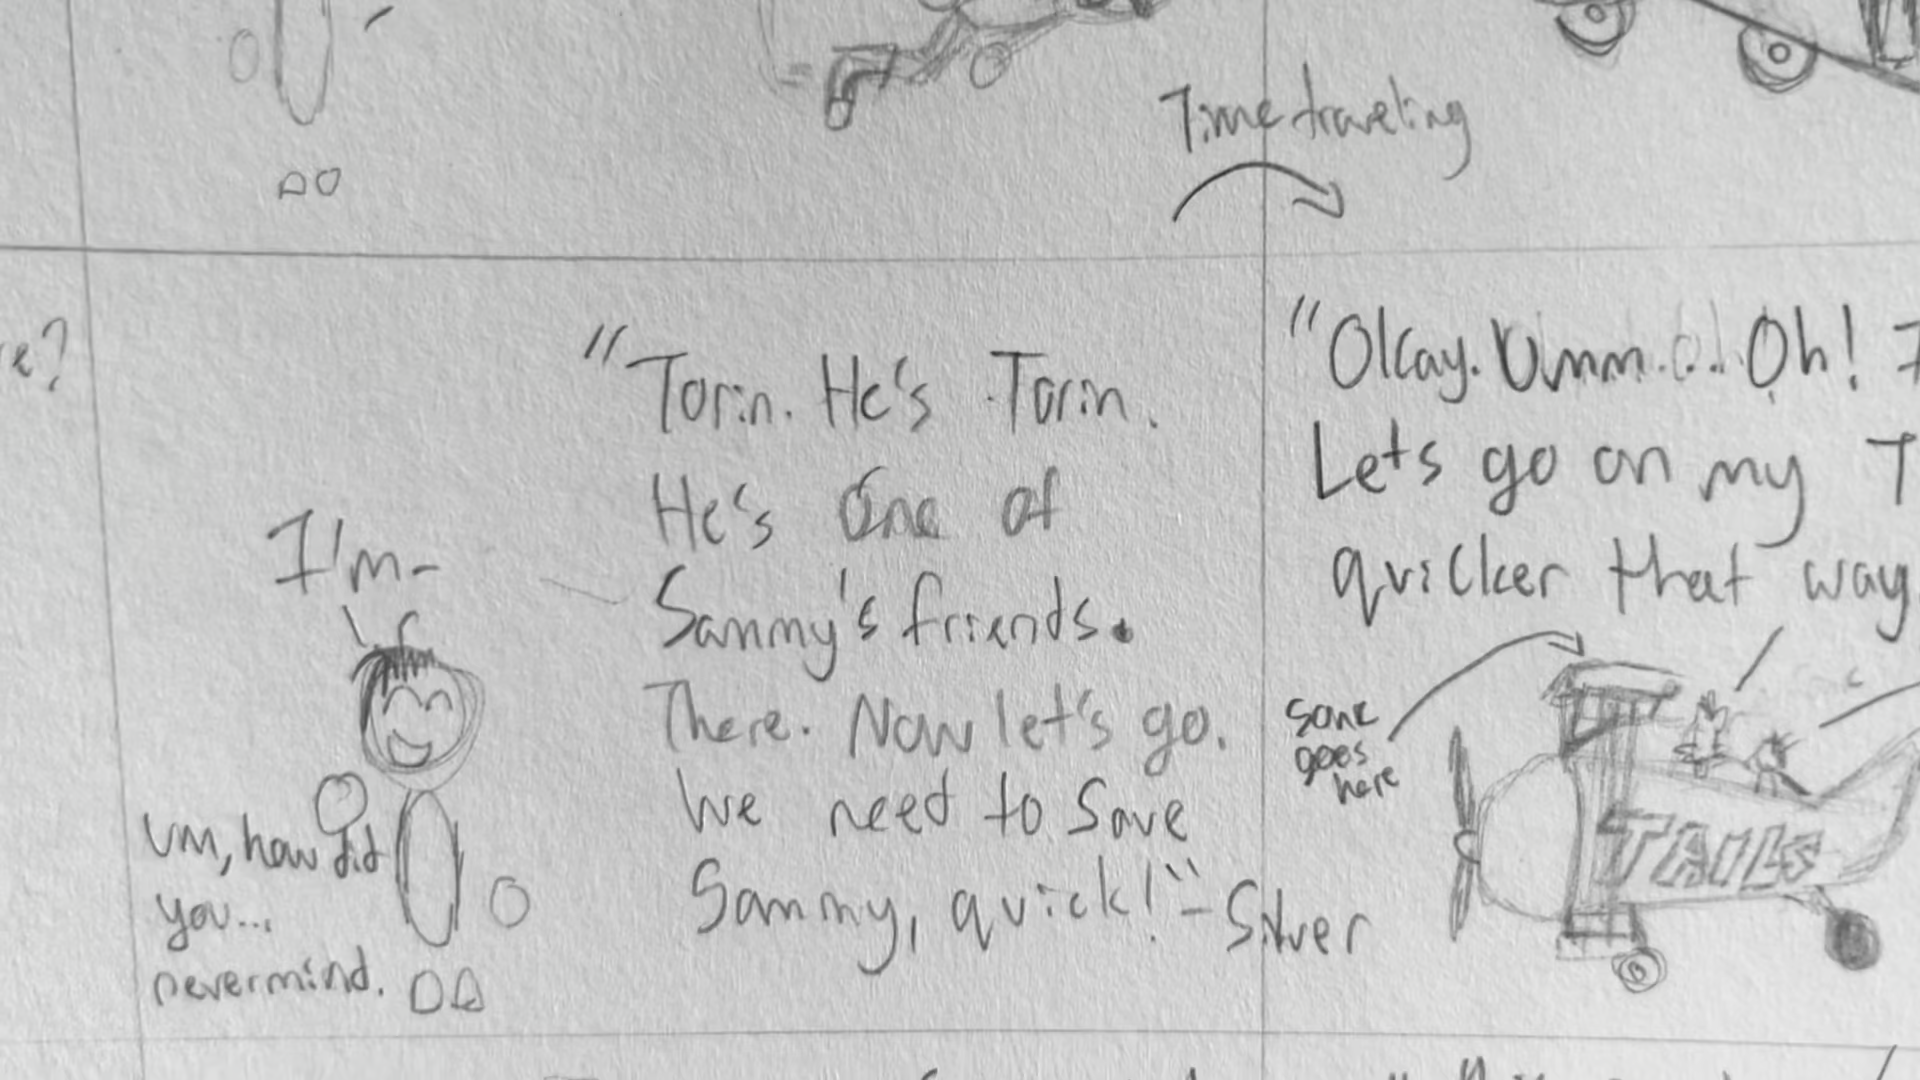 Time traveling
re?
I'm-
Um, how did
you...
nevermind.
"Torin. He's Torin.
He's One of
Sammy's friends.
There. Now let's go.
We need to Save
Sammy, quick!"- Silver
"Okay. Umm... Oh!
Lets go on my T
quicker that way
Sonic
goes
here
TAILS